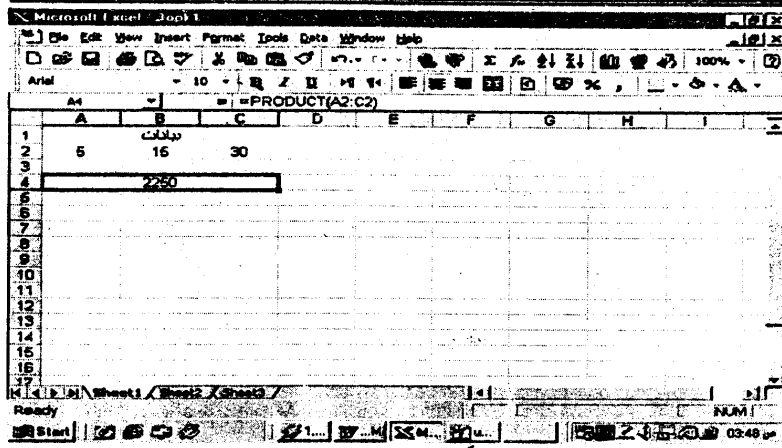 Microsoft Excel
File Edit View Insert Format Tools Data Window Help
100%
Arial 10 B I U % ,
A4 = =PRODUCT(A2:C2)
A B C D E F G H I
1 بيانات
2 5 15 30
3
4 2250
5
6
7
8
9
10
11
12
13
14
15
16
17
Sheet1 Sheet2 Sheet3
Ready NUM
Start 1... W...M M... u... 03:48